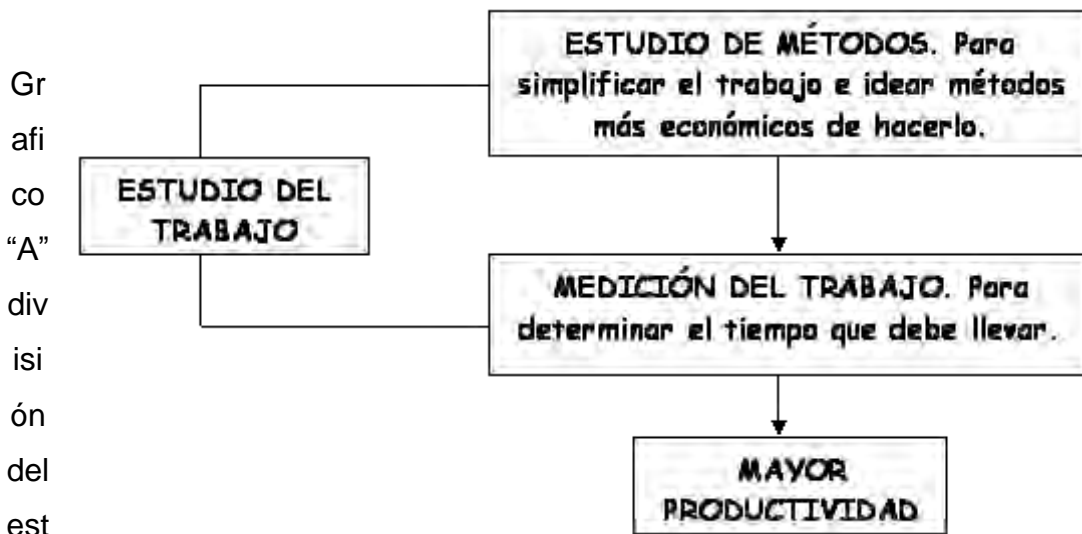 Gr
afi
co
“A”
div
isi
ón
del
est
ESTUDIO DEL
TRABAJO
ESTUDIO DE MÉTODOS. Para
simplificar el trabajo e idear métodos
más económicos de hacerlo.
MEDICIÓN DEL TRABAJO. Para
determinar el tiempo que debe llevar.
MAYOR
PRODUCTIVIDAD